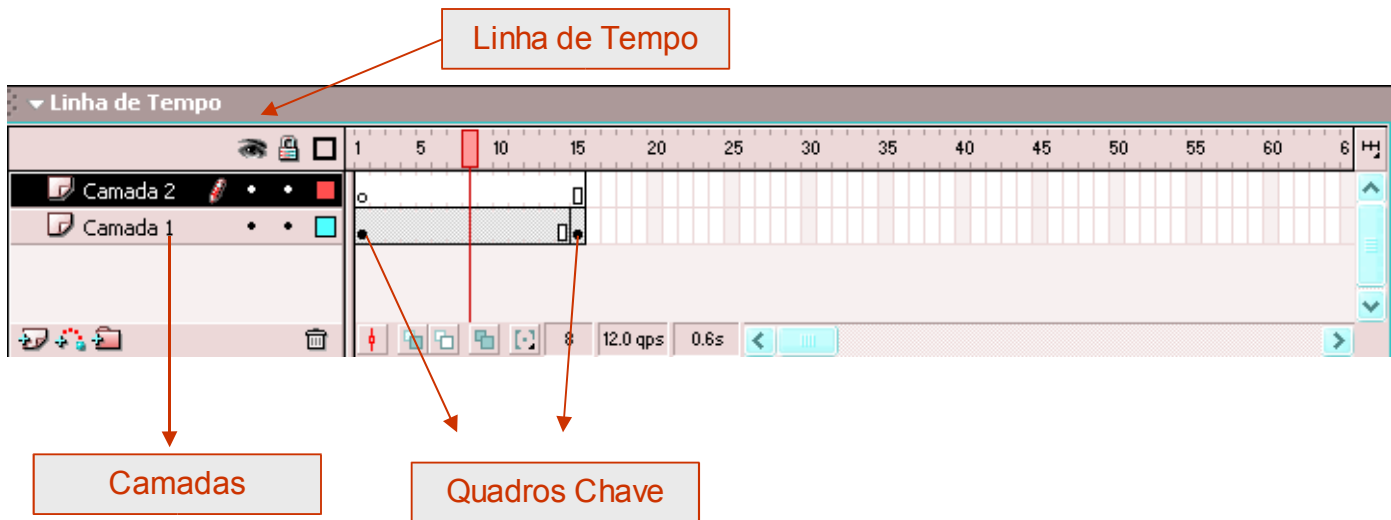 Linha de Tempo
Linha de Tempo
1 5 10 15 20 25 30 35 40 45 50 55 60 6
Camada 2
Camada 1
8 12.0 qps 0.6s
Camadas
Quadros Chave